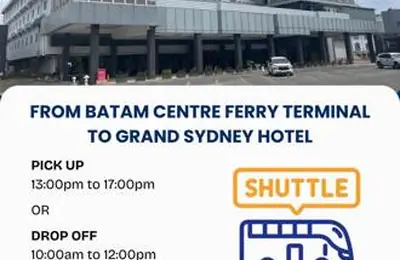 FROM BATAM CENTRE FERRY TERMINAL
TO GRAND SYDNEY HOTEL
PICK UP
13:00pm to 17:00pm
OR
DROP OFF
10:00am to 12:00pm
SHUTTLE